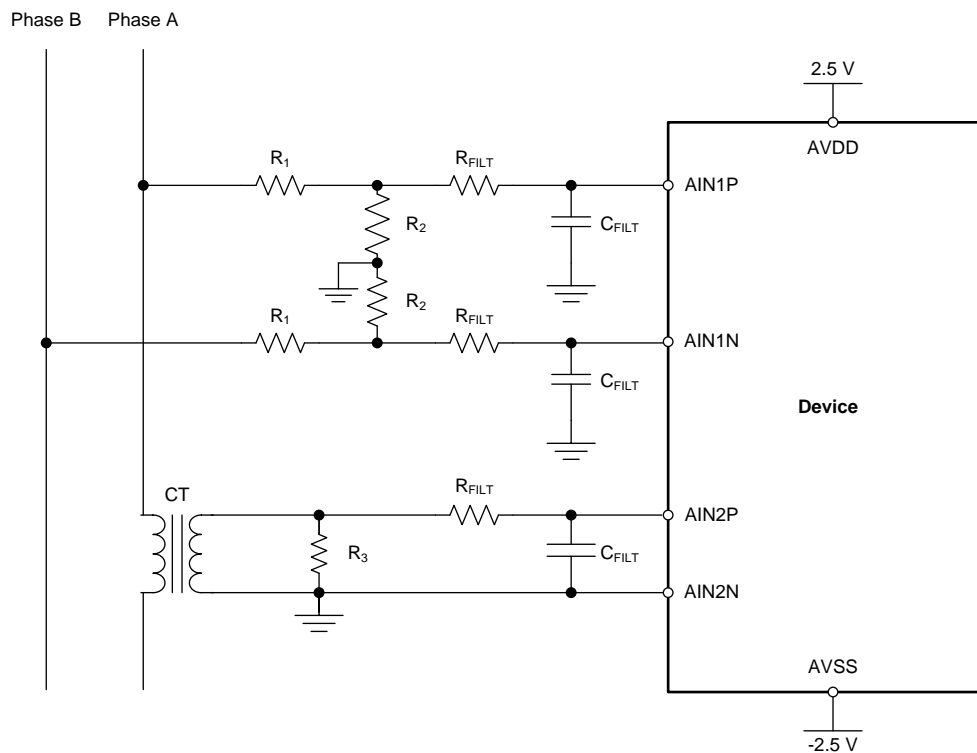 Phase B Phase A
2.5 V
AVDD
R1 RFILT AIN1P
R2 CFILT
R1 R2 RFILT AIN1N
CFILT
Device
CT RFILT AIN2P
R3 CFILT
AIN2N
AVSS
-2.5 V